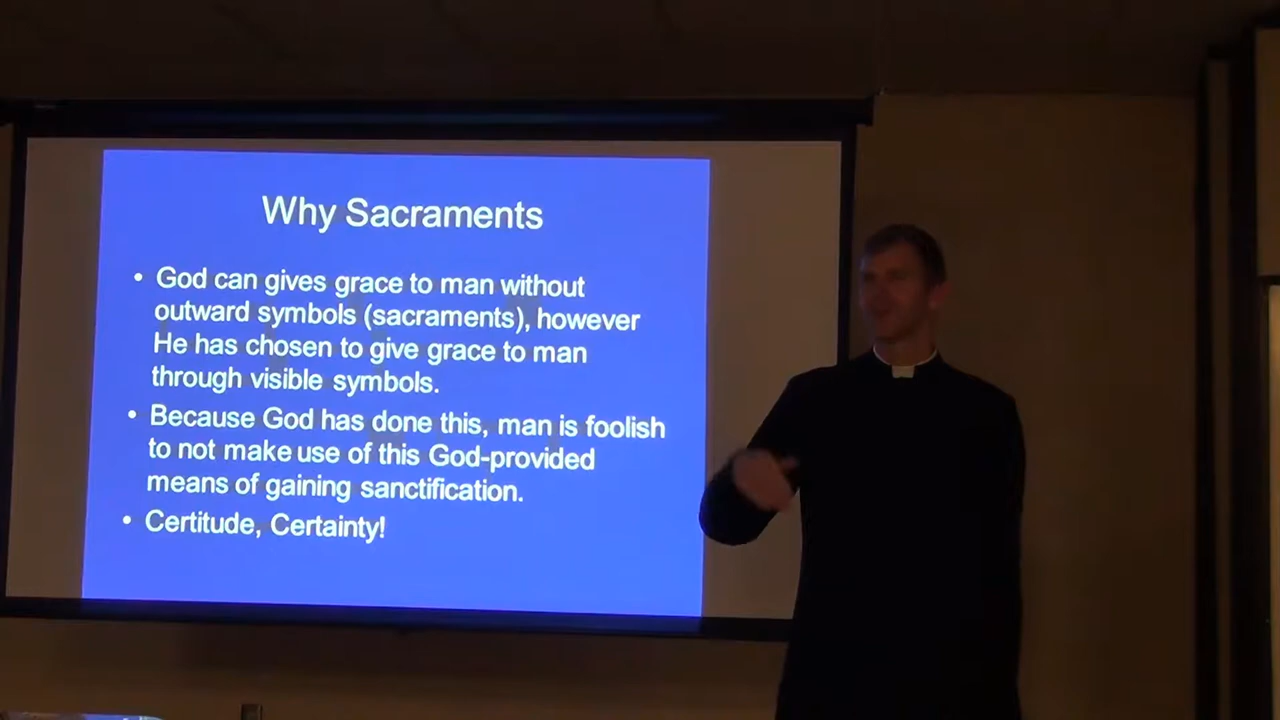 Why Sacraments
• God can gives grace to man without
outward symbols (sacraments), however
He has chosen to give grace to man
through visible symbols.
• Because God has done this, man is foolish
to not make use of this God-provided
means of gaining sanctification.
• Certitude, Certainty!